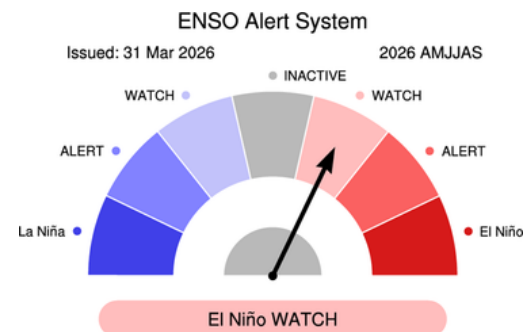 ENSO Alert System
Issued: 31 Mar 2026
2026 AMJJAS
INACTIVE
WATCH
WATCH
ALERT
ALERT
La Niña
El Niño
El Niño WATCH